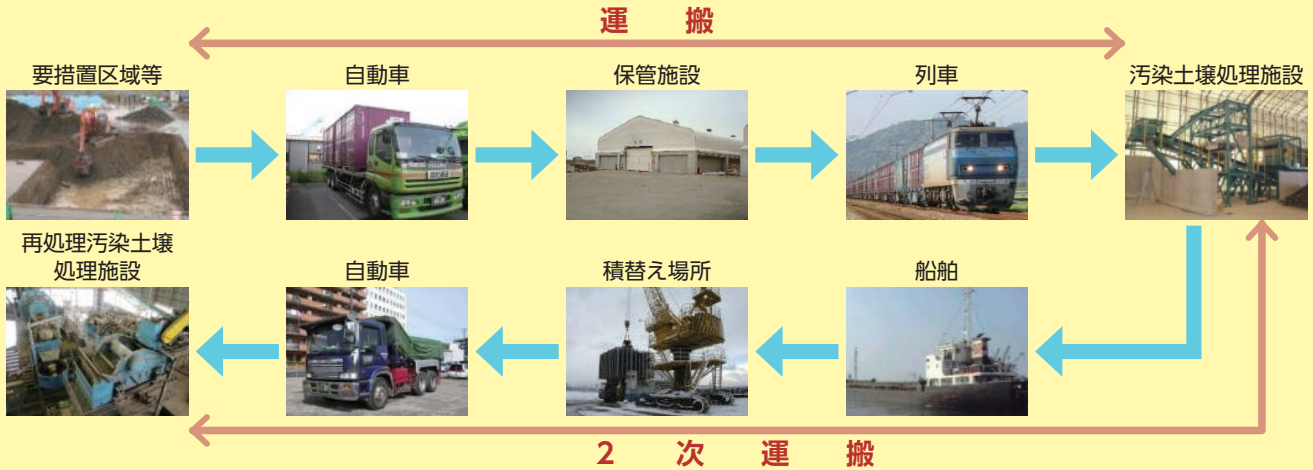 運搬
要措置区域等
自動車
保管施設
列車
汚染土壌処理施設
再処理汚染土壌
処理施設
自動車
積替え場所
船舶
2次運搬